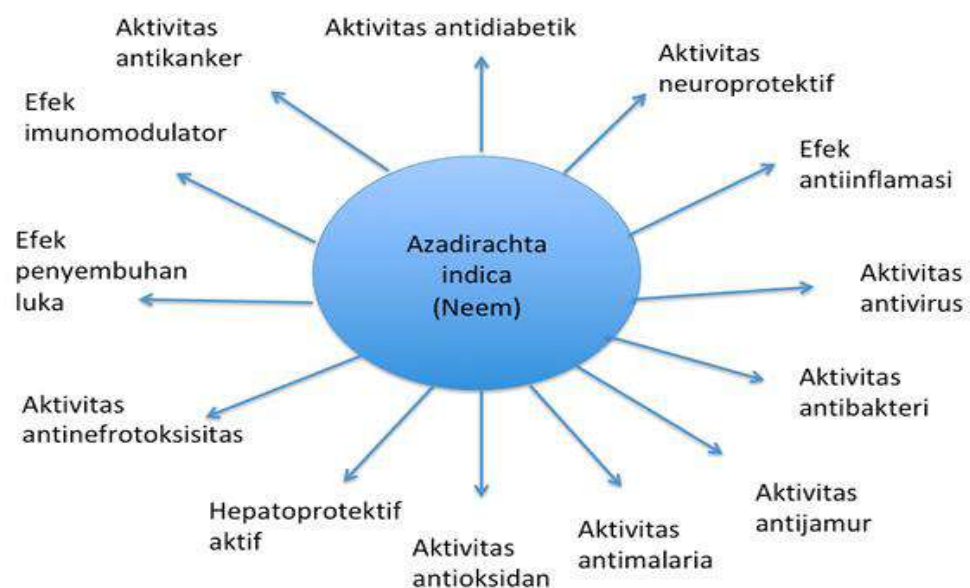 Aktivitas
antikanker
Aktivitas antidiabetik
Aktivitas
neuroprotektif
Efek
imunomodulator
Efek
antiinflamasi
Azadirachta
indica
(Neem)
Efek
penyembuhan
luka
Aktivitas
antivirus
Aktivitas
antinefrotoksisitas
Aktivitas
antibakteri
Hepatoprotektif
aktif
Aktivitas
antioksidan
Aktivitas
antimalaria
Aktivitas
antijamur